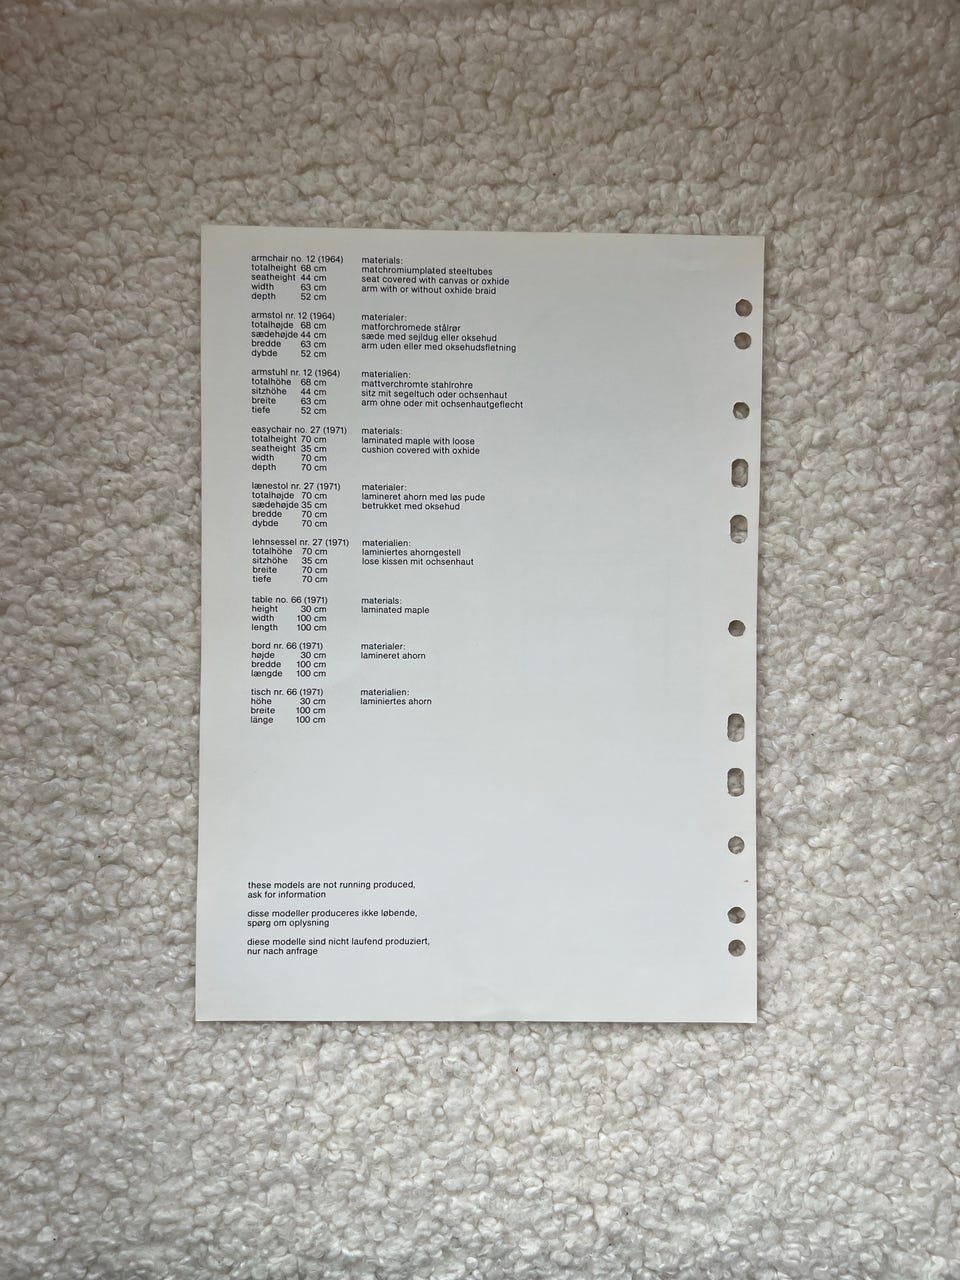 armchair no. 12 (1964) materials:
totalheight 68 cm matchromiumplated steeltubes
seatheight 44 cm seat covered with canvas or oxhide
width 63 cm arm with or without oxhide braid
depth 52 cm
armstol nr. 12 (1964) materialer:
totalhøjde 68 cm matforchromede stålrør
sædehøjde 44 cm sæde med sejldug eller oksehud
bredde 63 cm arm uden eller med oksehudsfletning
dybde 52 cm
armstuhl nr. 12 (1964) materialien:
totalhöhe 68 cm mattverchromte stahlrohre
sitzhöhe 44 cm sitz mit segeltuch oder ochsenhaut
breite 63 cm arm ohne oder mit ochsenhautgeflecht
tiefe 52 cm
easychair no. 27 (1971) materials:
totalheight 70 cm laminated maple with loose
seatheight 35 cm cushion covered with oxhide
width 70 cm
depth 70 cm
lænestol nr. 27 (1971) materialer:
totalhøjde 70 cm lamineret ahorn med løs pude
sædehøjde 35 cm betrukket med oksehud
bredde 70 cm
dybde 70 cm
lehnsessel nr. 27 (1971) materialien:
totalhöhe 70 cm laminiertes ahorngestell
sitzhöhe 35 cm lose kissen mit ochsenhaut
breite 70 cm
tiefe 70 cm
table no. 66 (1971) materials:
height 30 cm laminated maple
width 100 cm
length 100 cm
bord nr. 66 (1971) materialer:
højde 30 cm lamineret ahorn
bredde 100 cm
længde 100 cm
tisch nr. 66 (1971) materialien:
höhe 30 cm laminiertes ahorn
breite 100 cm
länge 100 cm
these models are not running produced,
ask for information
disse modeller produceres ikke løbende,
spørg om oplysning
diese modelle sind nicht laufend produziert,
nur nach anfrage